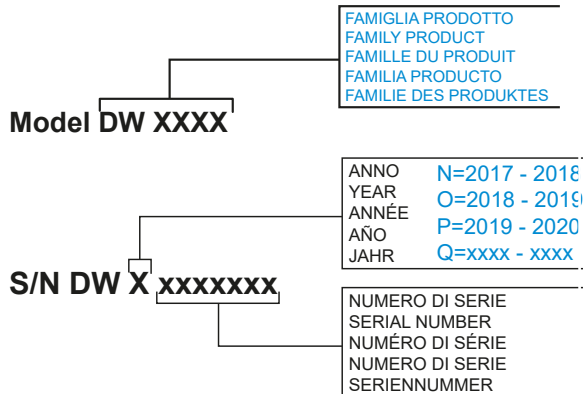 FAMIGLIA PRODOTTO
FAMILY PRODUCT
FAMILLE DU PRODUIT
FAMILIA PRODUCTO
FAMILIE DES PRODUKTES
Model DW XXXX
ANNO
YEAR
ANNÉE
AÑO
JAHR
N=2017 - 2018
O=2018 - 2019
P=2019 - 2020
Q=xxxx - xxxx
S/N DW X xxxxxxx
NUMERO DI SERIE
SERIAL NUMBER
NUMÉRO DI SÉRIE
NUMERO DI SERIE
SERIENNUMMER